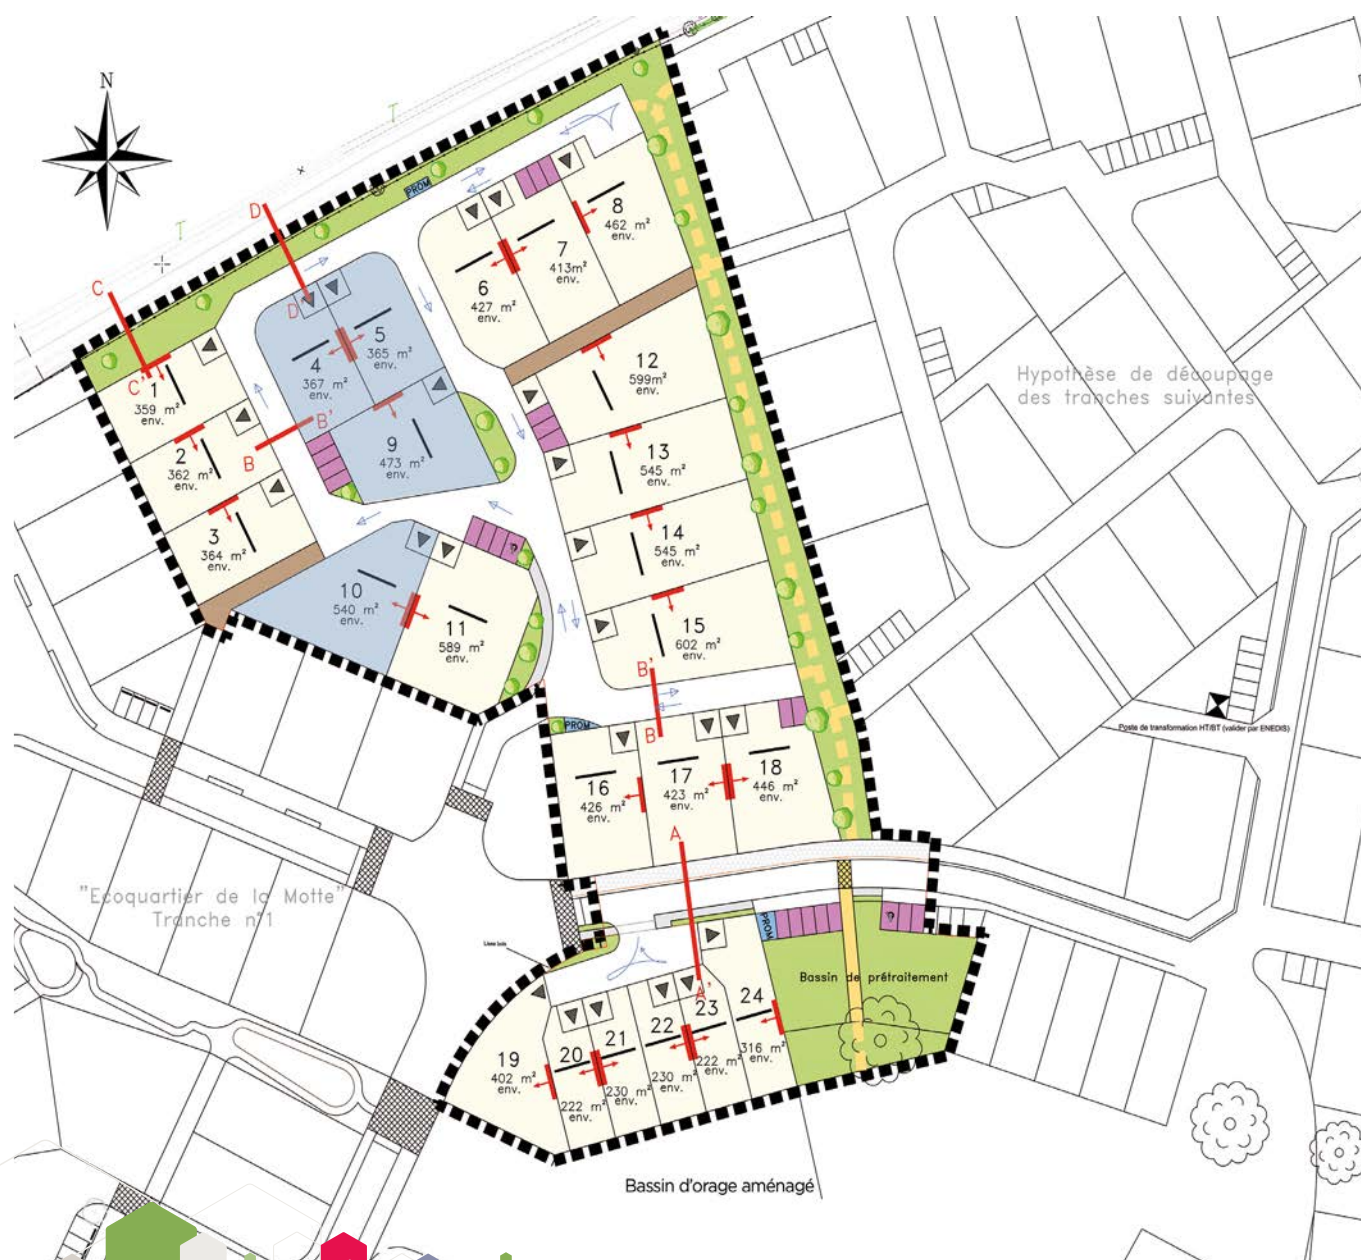 N
T
T
PROM
D
D'
C
C'
8
462 m²
env.
7
413m²
env.
6
427 m²
env.
5
365 m²
env.
4
367 m²
env.
1
359 m²
env.
2
362 m²
env.
3
364 m²
env.
B
B'
9
473 m²
env.
12
599m²
env.
13
545 m²
env.
14
545 m²
env.
15
602 m²
env.
10
540 m²
env.
11
589 m²
env.
Hypothèse de découpage
des tranches suivantes
Poste de transformation HT/BT (valider par ENEDIS)
B'
B
PROM
16
426 m²
env.
17
423 m²
env.
18
446 m²
env.
A
A'
"Ecoquartier de la Motte"
Tranche n°1
PROM
Bassin de prétraitement
19
402 m²
env.
20
222 m²
env.
21
230 m²
env.
22
230 m²
env.
23
222 m²
env.
24
316 m²
env.
Bassin d'orage aménagé